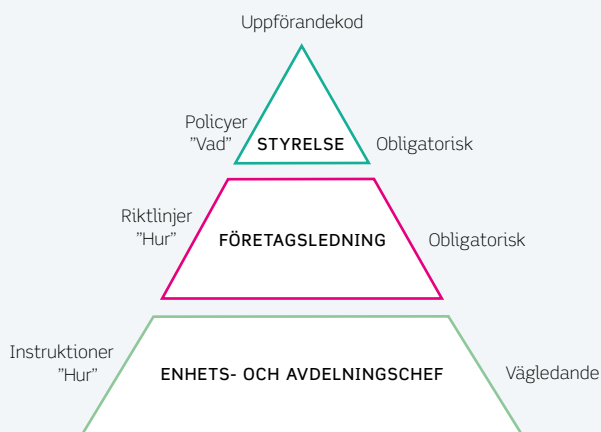 Uppförandekod
Policyer
”Vad”
STYRELSE
Obligatorisk
Riktlinjer
”Hur”
FÖRETAGSLEDNING
Obligatorisk
Instruktioner
”Hur”
ENHETS- OCH AVDELNINGSCHEF
Vägledande